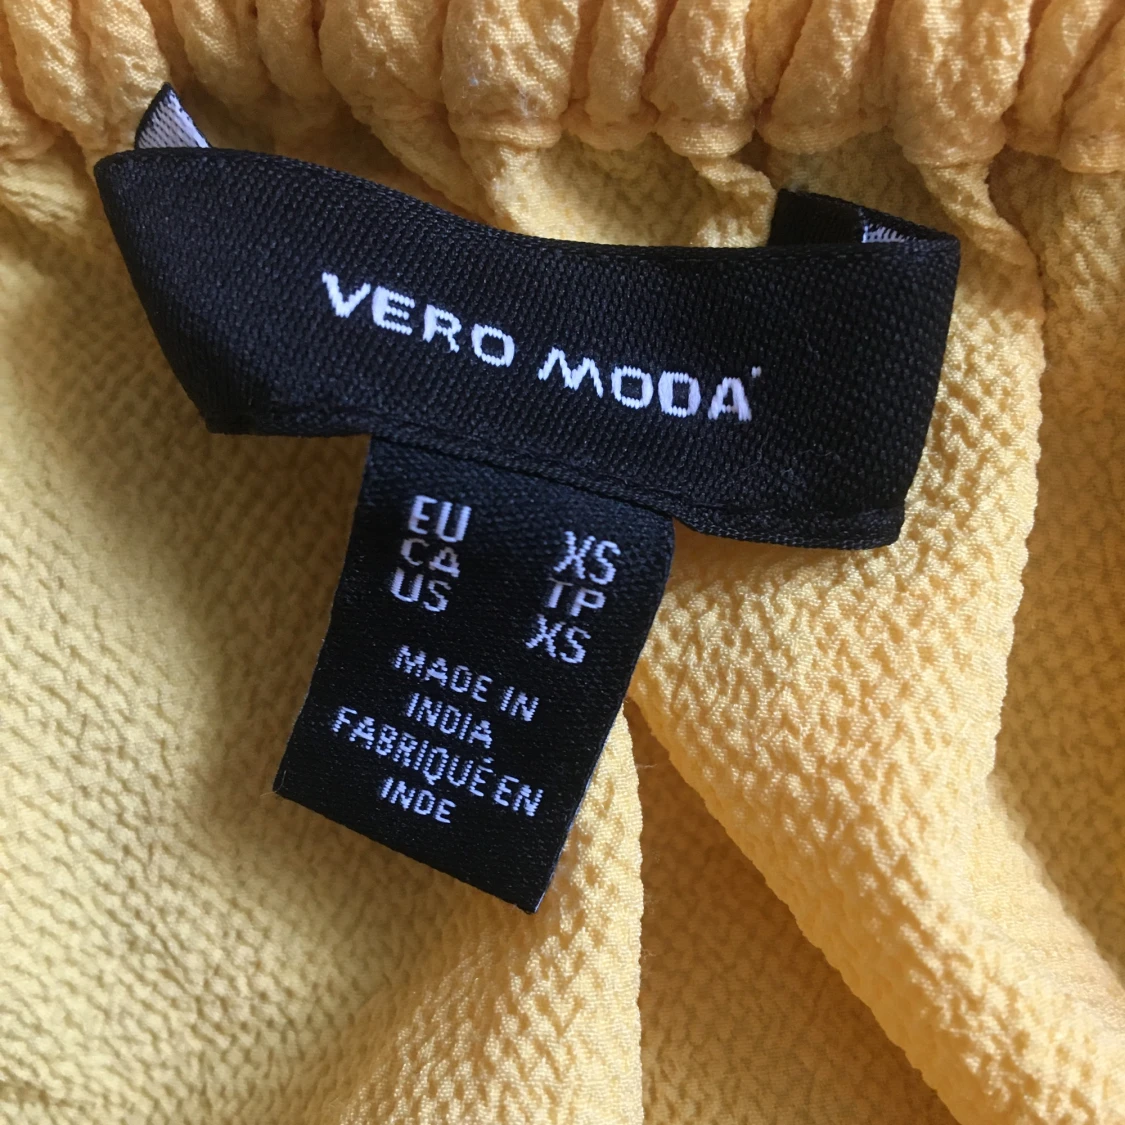 VERO MODA
EU XS
CA TP
US XS
MADE IN
INDIA
FABRIQUÉ EN
INDE